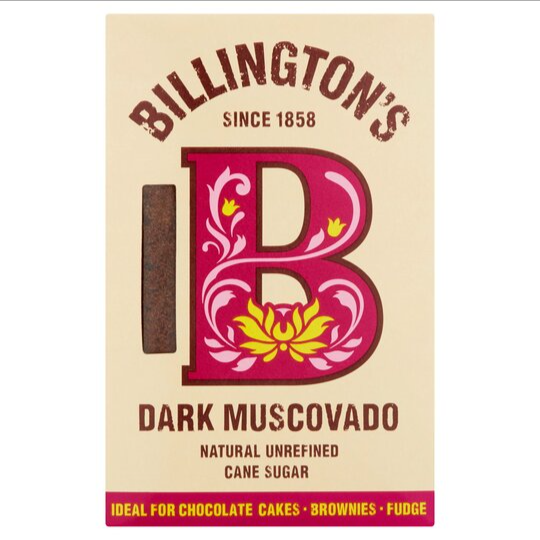 BILLINGTON'S
SINCE 1858
B
DARK MUSCOVADO
NATURAL UNREFINED
CANE SUGAR
IDEAL FOR CHOCOLATE CAKES · BROWNIES · FUDGE